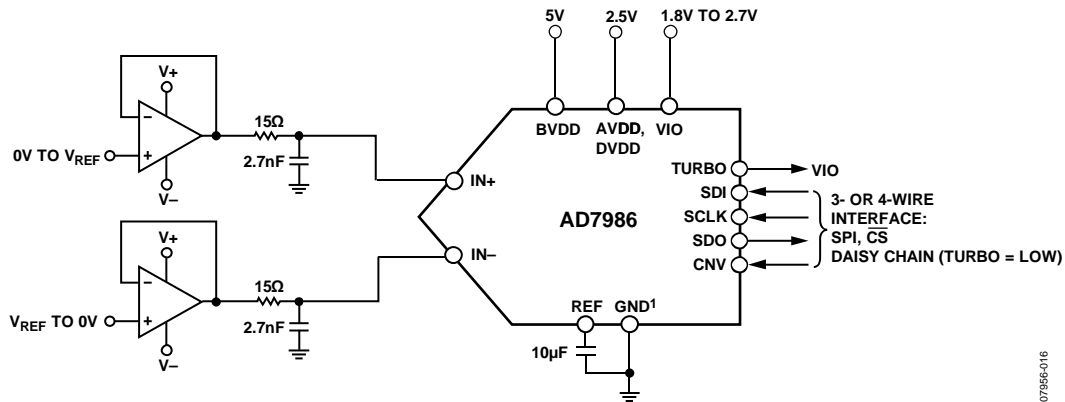 5V
2.5V
1.8V TO 2.7V
V+
−
+
V−
0V TO VREF
15Ω
2.7nF
BVDD
AVDD,
DVDD
VIO
TURBO
VIO
IN+
SDI
3- OR 4-WIRE
INTERFACE:
SPI, C̅S̅
DAISY CHAIN (TURBO = LOW)
SCLK
AD7986
SDO
CNV
IN−
V+
−
+
V−
VREF TO 0V
15Ω
2.7nF
REF
GND1
10µF
07956-016